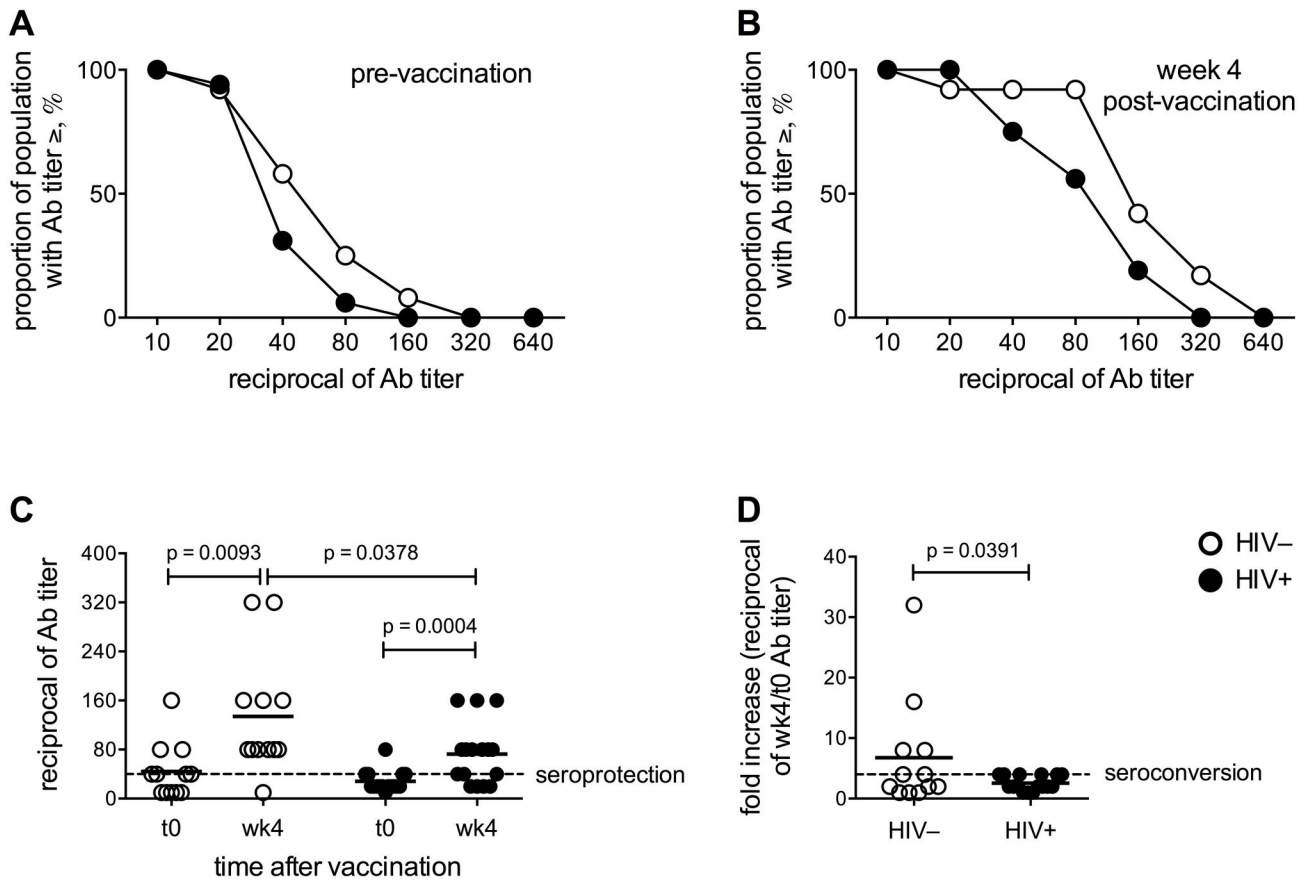 A
proportion of population
with Ab titer ≥, %
pre-vaccination
100
50
0
10 20 40 80 160 320 640
reciprocal of Ab titer
B
proportion of population
with Ab titer ≥, %
week 4
post-vaccination
100
50
0
10 20 40 80 160 320 640
reciprocal of Ab titer
C
reciprocal of Ab titer
400
320
240
160
80
0
p = 0.0093
p = 0.0378
p = 0.0004
seroprotection
t0 wk4 t0 wk4
time after vaccination
D
fold increase (reciprocal
of wk4/t0 Ab titer)
40
30
20
10
0
p = 0.0391
seroconversion
HIV– HIV+
HIV–
HIV+